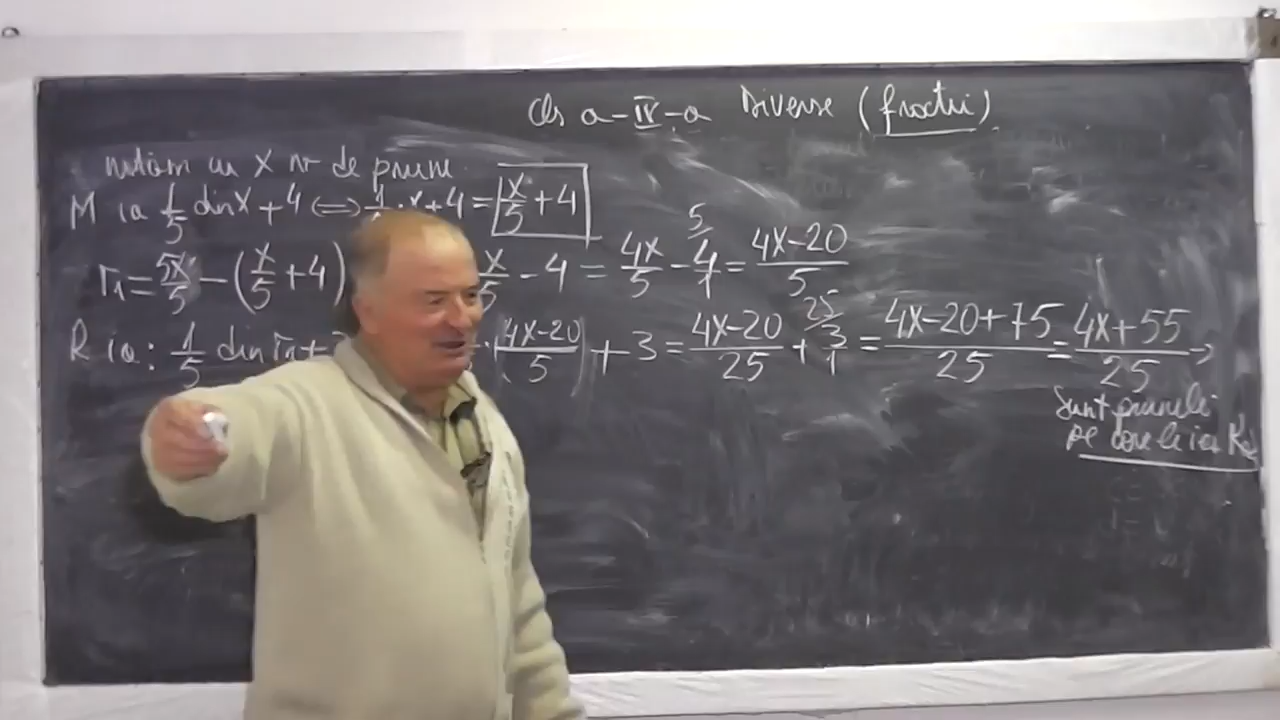 Cls a-IV-a Diverse (fractii)
notăm cu X nr de prune.
M ia 1/5 din X + 4 <=> 1/ · x + 4 = x/5 + 4
r1 = 5x/5 - (x/5 + 4) x/5 - 4 = 4x/5 - 5/ 4/1 = 4x-20/5
R ia: 1/5 din r1 + · (4x-20/5) + 3 = 4x-20/25 + 25/ 3/1 = 4x-20+75/25 = 4x+55/25 →
Sunt prunele
pe care le ia R